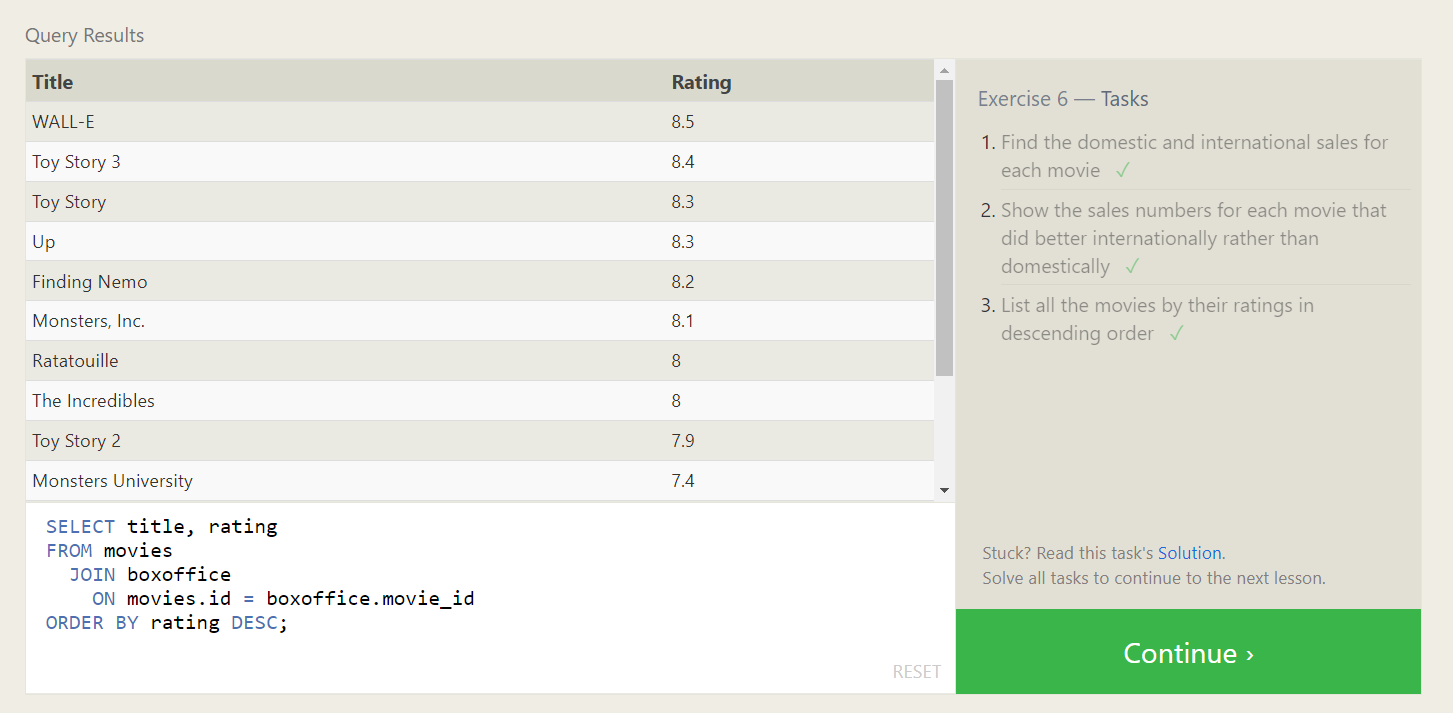 Query Results
Title Rating
WALL-E 8.5
Toy Story 3 8.4
Toy Story 8.3
Up 8.3
Finding Nemo 8.2
Monsters, Inc. 8.1
Ratatouille 8
The Incredibles 8
Toy Story 2 7.9
Monsters University 7.4
SELECT title, rating
FROM movies
JOIN boxoffice
ON movies.id = boxoffice.movie_id
ORDER BY rating DESC;
RESET
Exercise 6 — Tasks
1. Find the domestic and international sales for
each movie ✓
2. Show the sales numbers for each movie that
did better internationally rather than
domestically ✓
3. List all the movies by their ratings in
descending order ✓
Stuck? Read this task's Solution.
Solve all tasks to continue to the next lesson.
Continue ›